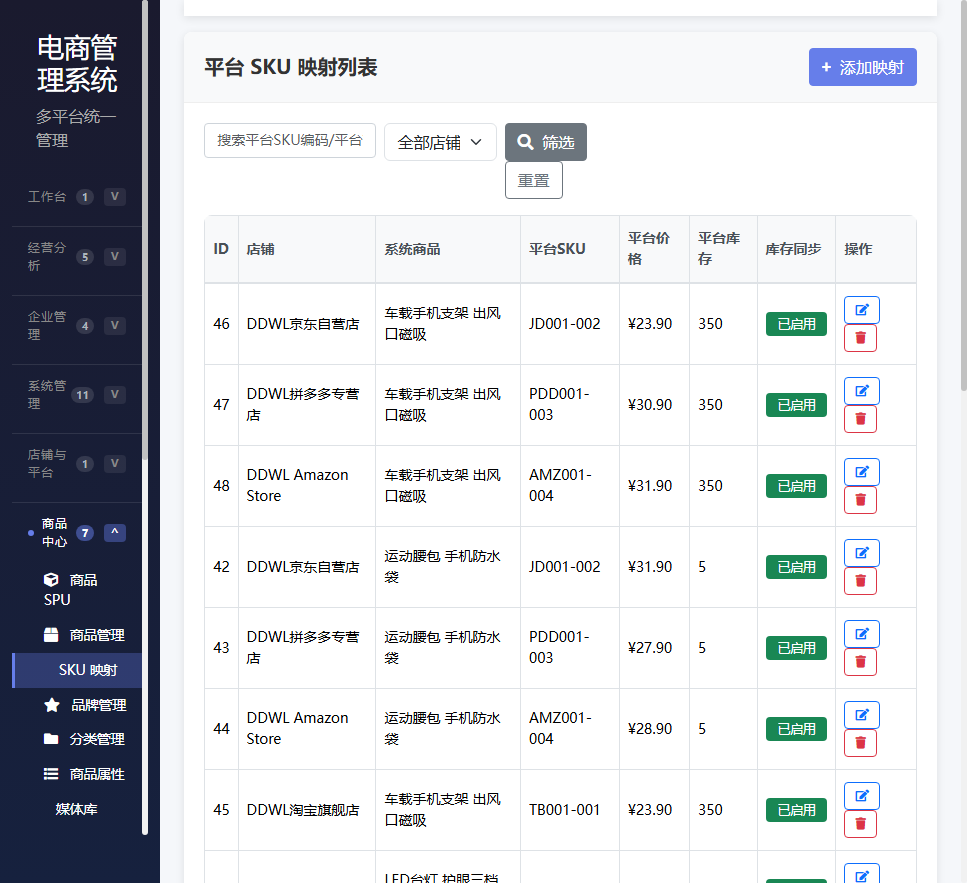 电商管
理系统
多平台统一
管理
工作台 1 V
经营分
析 5 V
企业管
理 4 V
系统管
理 11 V
店铺与
平台 1 V
商品
中心 7 ^
商品
SPU
商品管理
SKU 映射
品牌管理
分类管理
商品属性
媒体库
平台 SKU 映射列表
+ 添加映射
搜索平台SKU编码/平台
全部店铺
筛选
重置
ID 店铺 系统商品 平台SKU 平台价
格 平台库
存 库存同步 操作
46 DDWL京东自营店 车载手机支架 出风
口磁吸 JD001-002 ¥23.90 350 已启用
47 DDWL拼多多专营
店 车载手机支架 出风
口磁吸 PDD001-
003 ¥30.90 350 已启用
48 DDWL Amazon
Store 车载手机支架 出风
口磁吸 AMZ001-
004 ¥31.90 350 已启用
42 DDWL京东自营店 运动腰包 手机防水
袋 JD001-002 ¥31.90 5 已启用
43 DDWL拼多多专营
店 运动腰包 手机防水
袋 PDD001-
003 ¥27.90 5 已启用
44 DDWL Amazon
Store 运动腰包 手机防水
袋 AMZ001-
004 ¥28.90 5 已启用
45 DDWL淘宝旗舰店 车载手机支架 出风
口磁吸 TB001-001 ¥23.90 350 已启用
LED台灯 护眼三档